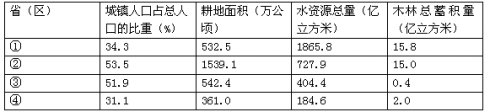 省（区） 城镇人口占总人口的比重（%） 耕地面积（万公顷） 水资源总量（亿立方米） 木林总蓄积量（亿立方米）
① 34.3 532.5 1865.8 15.8
② 53.5 1539.1 727.9 15.0
③ 51.9 542.4 404.4 0.4
④ 31.1 361.0 184.6 2.0